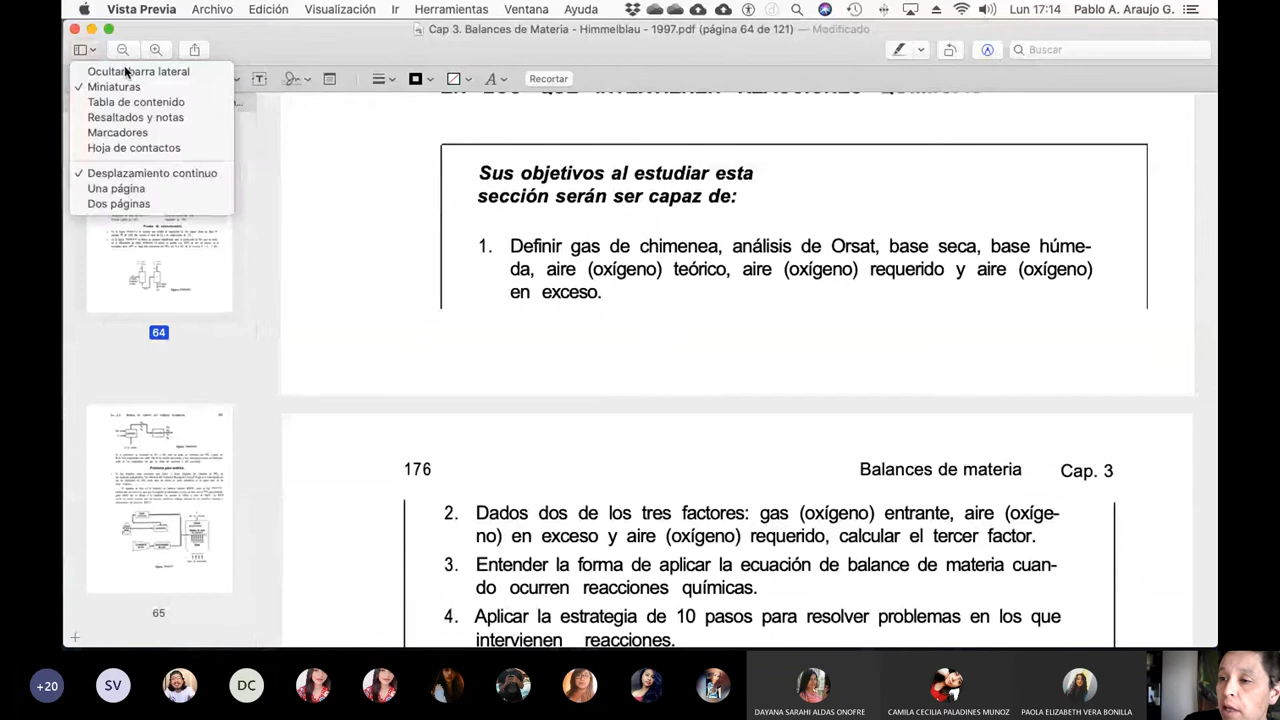 Vista Previa Archivo Edición Visualización Ir Herramientas Ventana Ayuda Lun 17:14 Pablo A. Araujo G.
Cap 3. Balances de Materia - Himmelblau - 1997.pdf (página 64 de 121) — Modificado
Buscar
Ocultar barra lateral
Miniaturas
Tabla de contenido
Resaltados y notas
Marcadores
Hoja de contactos
Desplazamiento continuo
Una página
Dos páginas
Recortar
Sus objetivos al estudiar esta
sección serán ser capaz de:
1. Definir gas de chimenea, análisis de Orsat, base seca, base húme-
da, aire (oxígeno) teórico, aire (oxígeno) requerido y aire (oxígeno)
en exceso.
64
176 Balances de materia Cap. 3
2. Dados dos de los tres factores: gas (oxígeno) entrante, aire (oxíge-
no) en exceso y aire (oxígeno) requerido, calcular el tercer factor.
3. Entender la forma de aplicar la ecuación de balance de materia cuan-
do ocurren reacciones químicas.
4. Aplicar la estrategia de 10 pasos para resolver problemas en los que
intervienen reacciones.
65
+20 SV DC
DAYANA SARAHI ALDAS ONOFRE CAMILA CECILIA PALADINES MUNOZ PAOLA ELIZABETH VERA BONILLA